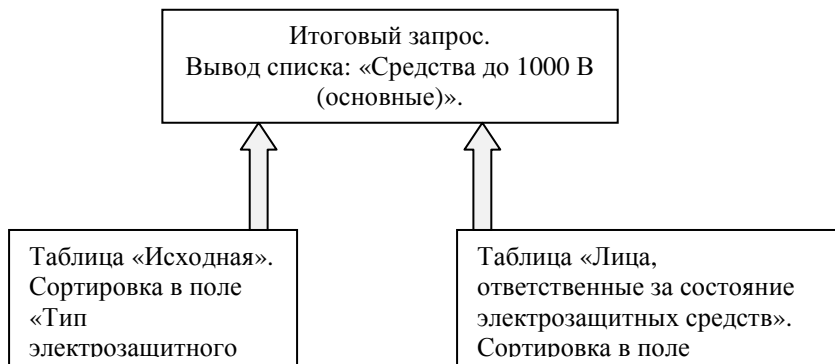 Итоговый запрос.
Вывод списка: «Средства до 1000 В
(основные)».
Таблица «Исходная».
Сортировка в поле
«Тип
электрозащитного
Таблица «Лица,
ответственные за состояние
электрозащитных средств».
Сортировка в поле